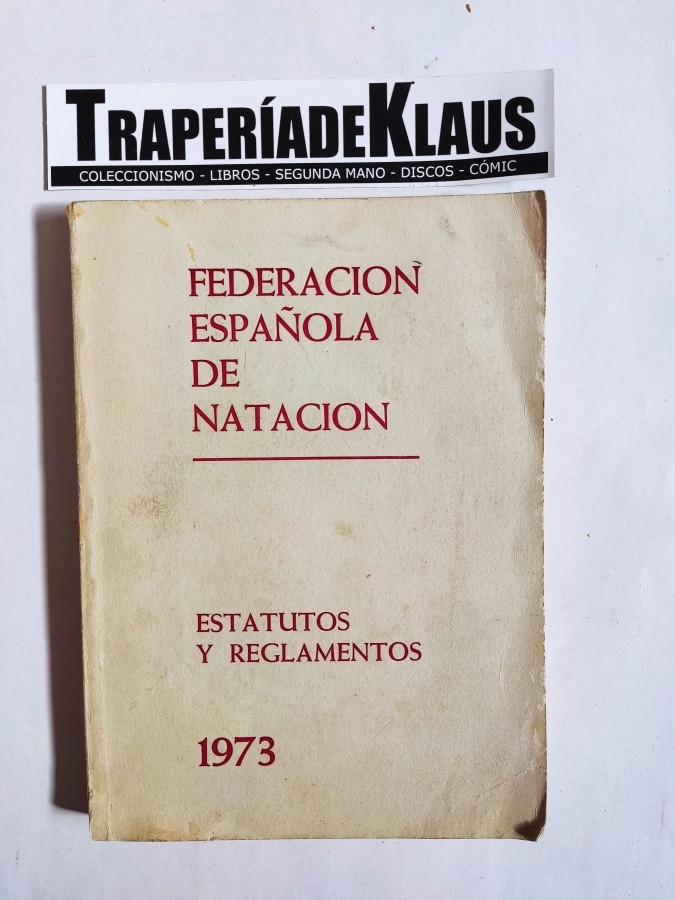 TRAPERÍADEKLAUS
COLECCIONISMO - LIBROS - SEGUNDA MANO - DISCOS - CÓMIC
FEDERACION
ESPAÑOLA
DE
NATACION
ESTATUTOS
Y REGLAMENTOS
1973